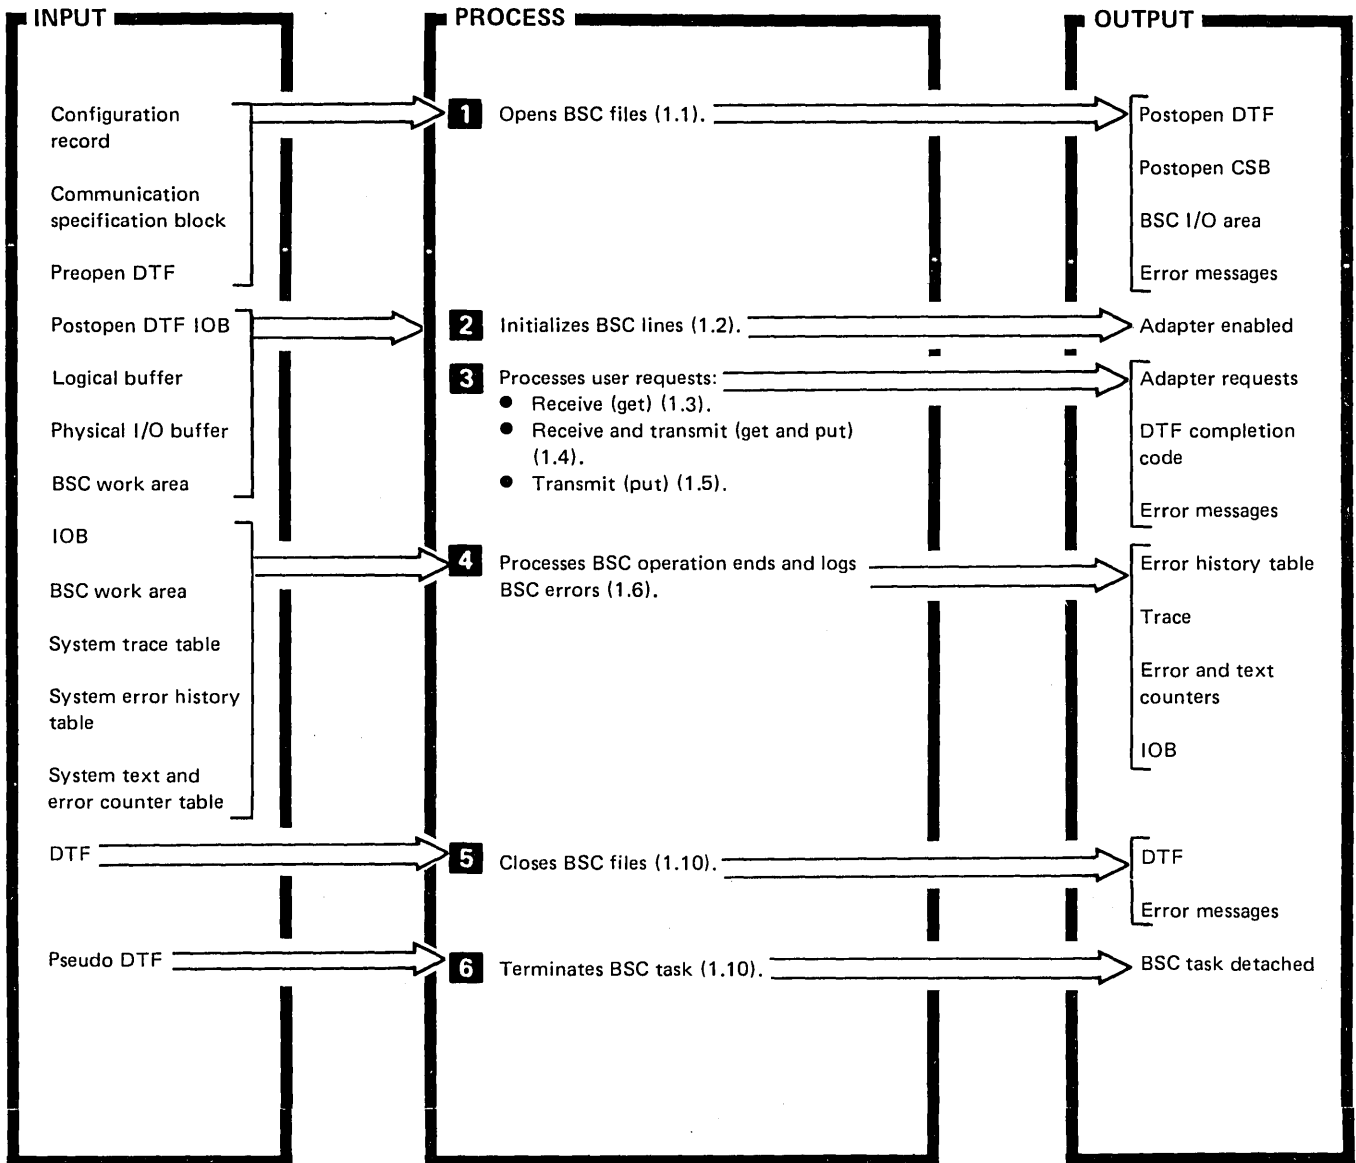 INPUT
PROCESS
OUTPUT
Configuration
record
Communication
specification block
Preopen DTF
1 Opens BSC files (1.1).
Postopen DTF
Postopen CSB
BSC I/O area
Error messages
Postopen DTF IOB
Logical buffer
Physical I/O buffer
BSC work area
2 Initializes BSC lines (1.2).
Adapter enabled
3 Processes user requests:
● Receive (get) (1.3).
● Receive and transmit (get and put)
(1.4).
● Transmit (put) (1.5).
Adapter requests
DTF completion
code
Error messages
IOB
BSC work area
System trace table
System error history
table
System text and
error counter table
4 Processes BSC operation ends and logs
BSC errors (1.6).
Error history table
Trace
Error and text
counters
IOB
DTF
5 Closes BSC files (1.10).
DTF
Error messages
Pseudo DTF
6 Terminates BSC task (1.10).
BSC task detached